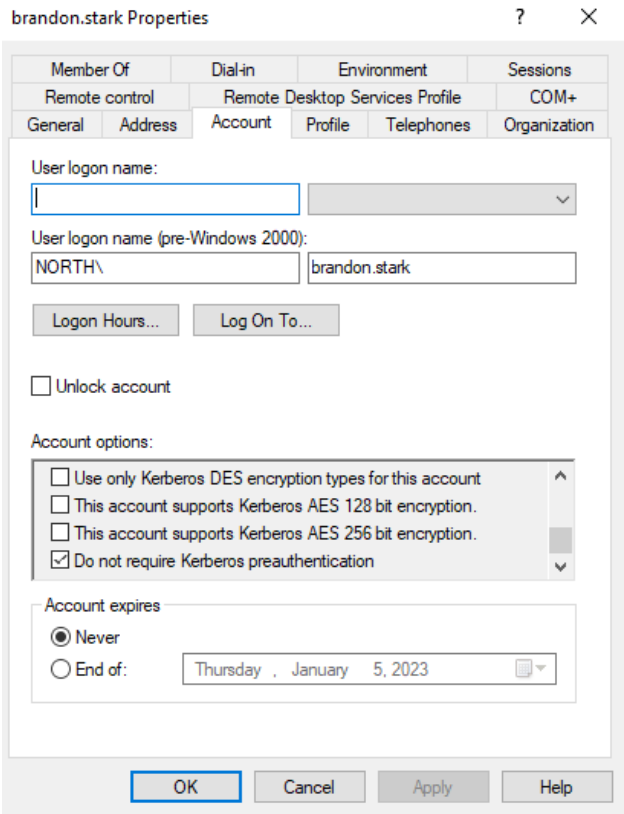 brandon.stark Properties ? ×
Member Of Dial-in Environment Sessions
Remote control Remote Desktop Services Profile COM+
General Address Account Profile Telephones Organization
User logon name:
User logon name (pre-Windows 2000):
NORTH\ brandon.stark
Logon Hours... Log On To...
Unlock account
Account options:
Use only Kerberos DES encryption types for this account
This account supports Kerberos AES 128 bit encryption.
This account supports Kerberos AES 256 bit encryption.
Do not require Kerberos preauthentication
Account expires
Never
End of: Thursday , January 5, 2023
OK Cancel Apply Help